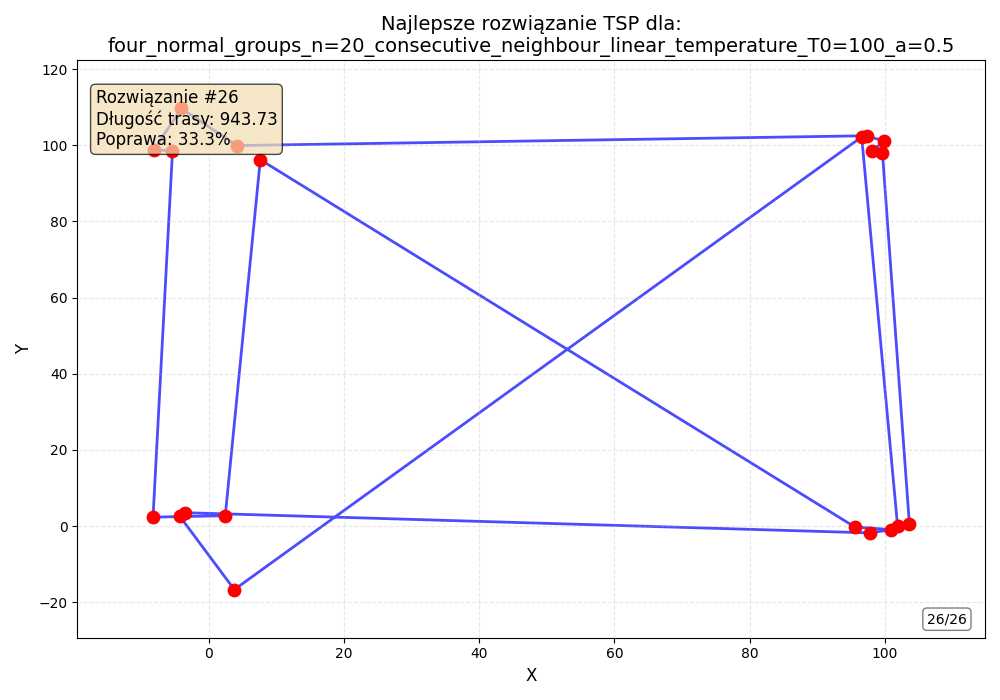 Najlepsze rozwiązanie TSP dla:
four_normal_groups_n=20_consecutive_neighbour_linear_temperature_T0=100_a=0.5
Rozwiązanie #26
Długość trasy: 943.73
Poprawa: 33.3%
120
100
80
60
40
20
0
−20
Y
0
20
40
60
80
100
X
26/26